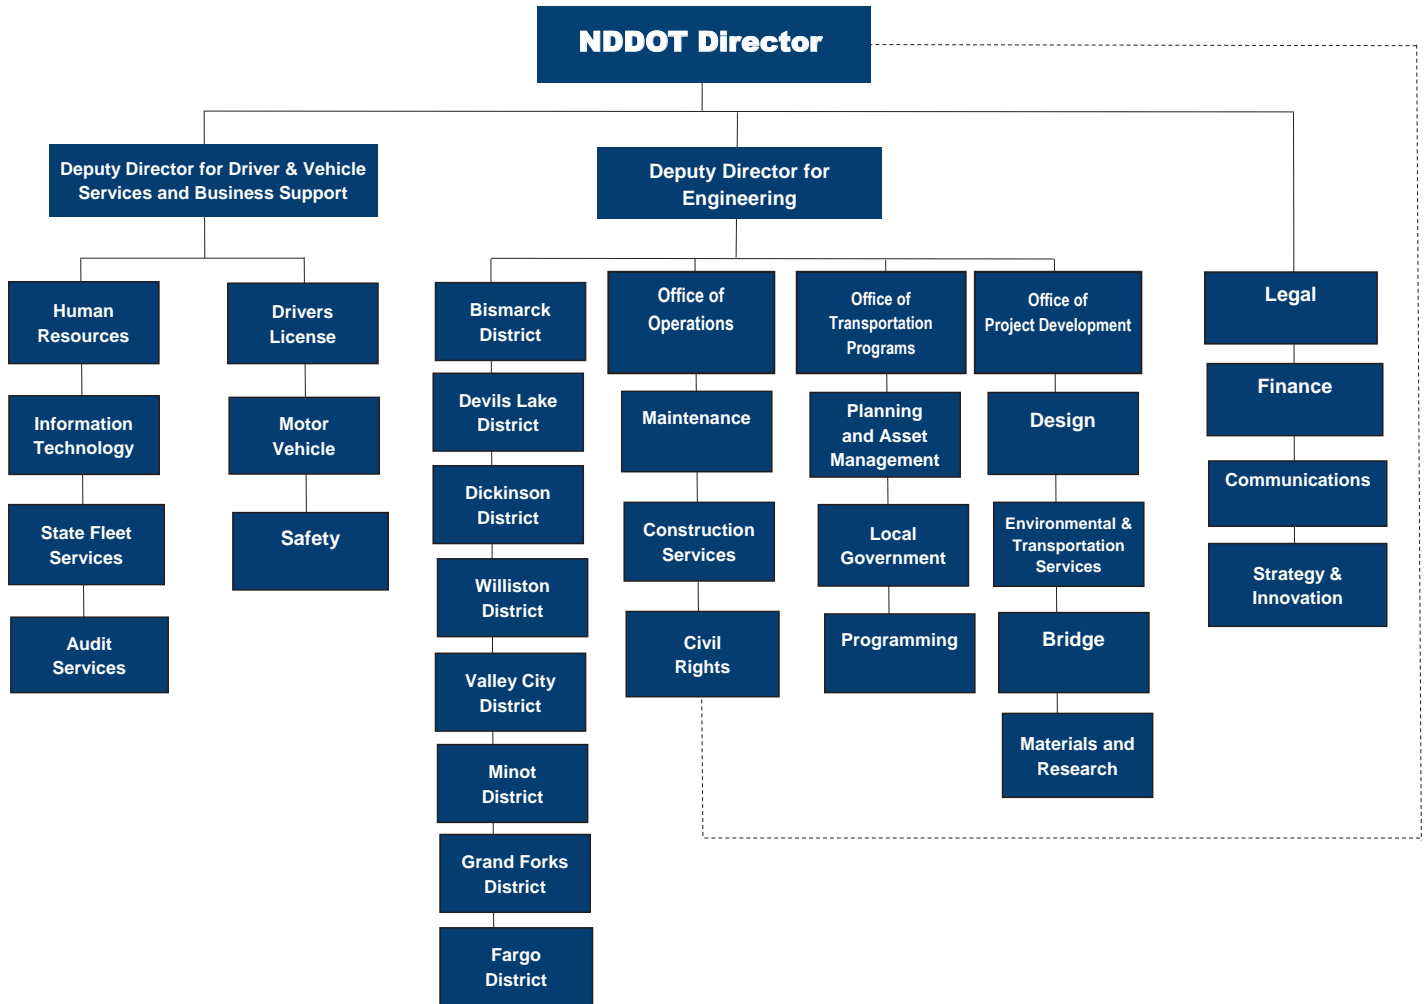 NDDOT Director
Deputy Director for Driver & Vehicle
Services and Business Support
Deputy Director for
Engineering
Human
Resources
Information
Technology
State Fleet
Services
Audit
Services
Drivers
License
Motor
Vehicle
Safety
Bismarck
District
Devils Lake
District
Dickinson
District
Williston
District
Valley City
District
Minot
District
Grand Forks
District
Fargo
District
Office of
Operations
Maintenance
Construction
Services
Civil
Rights
Office of
Transportation
Programs
Planning
and Asset
Management
Local
Government
Programming
Office of
Project Development
Design
Environmental &
Transportation
Services
Bridge
Materials and
Research
Legal
Finance
Communications
Strategy &
Innovation